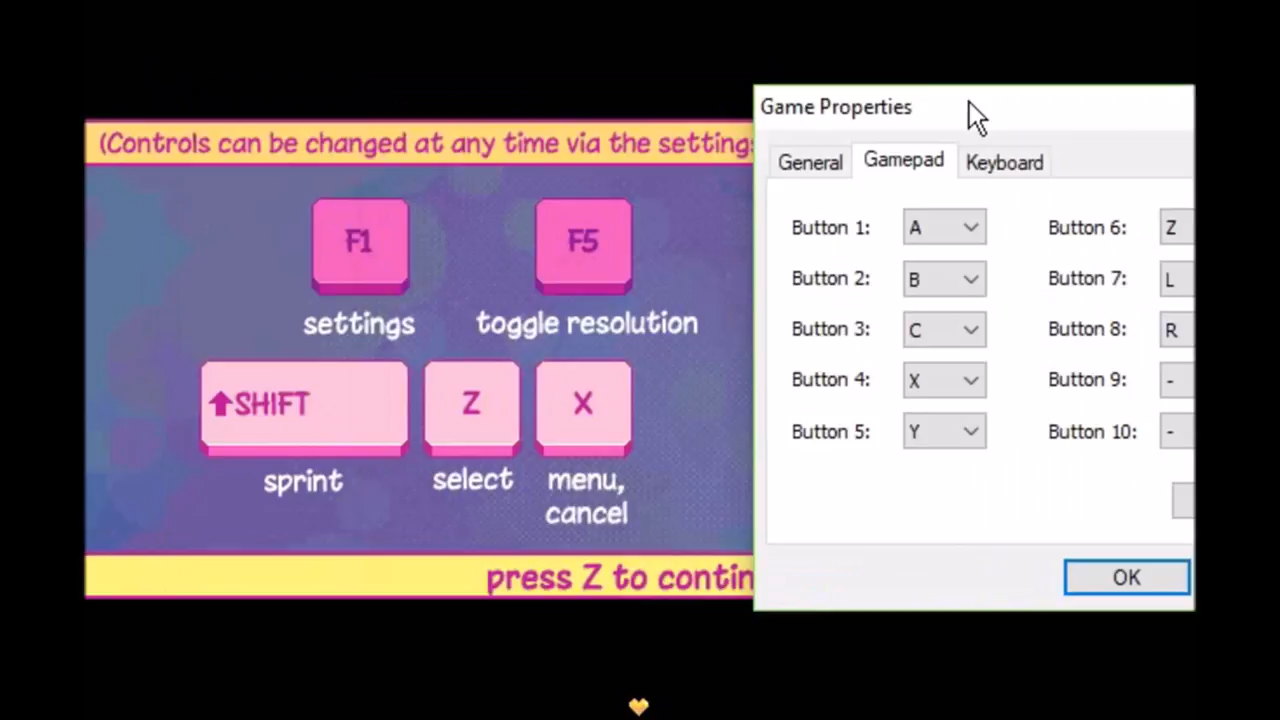 (Controls can be changed at any time via the settings
F1
F5
settings
toggle resolution
SHIFT
Z
X
sprint
select
menu,
cancel
press Z to contin
Game Properties
General
Gamepad
Keyboard
Button 1: A
Button 6: Z
Button 2: B
Button 7: L
Button 3: C
Button 8: R
Button 4: X
Button 9: -
Button 5: Y
Button 10: -
OK